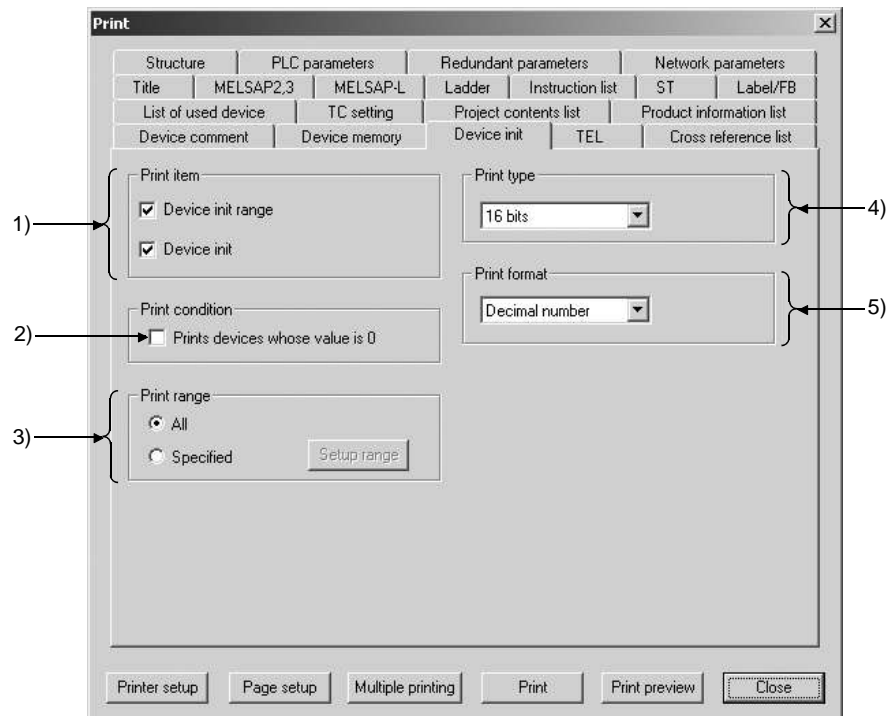 Print
Structure PLC parameters Redundant parameters Network parameters
Title MELSAP2,3 MELSAP-L Ladder Instruction list ST Label/FB
List of used device TC setting Project contents list Product information list
Device comment Device memory Device init TEL Cross reference list
Print item
Device init range
Device init
1)
Print type
16 bits
4)
Print condition
Prints devices whose value is 0
2)
Print format
Decimal number
5)
Print range
All
Specified Setup range
3)
Printer setup Page setup Multiple printing Print Print preview Close